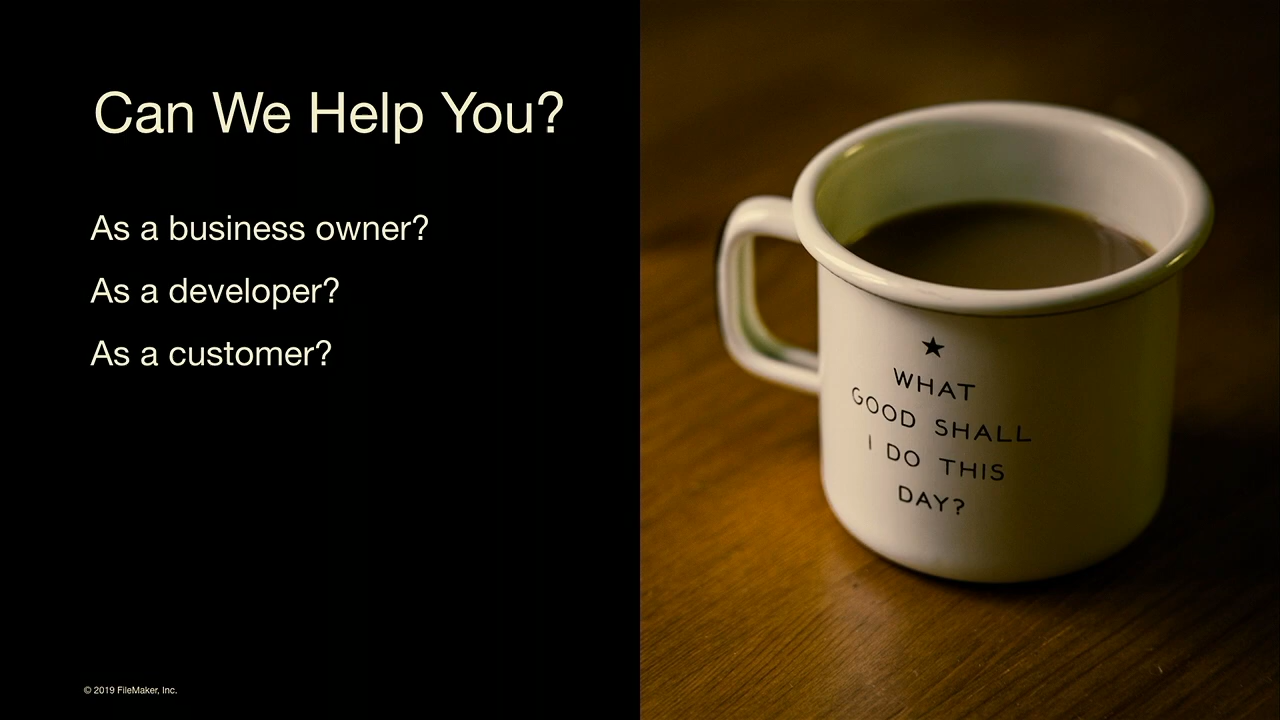 Can We Help You?
As a business owner?
As a developer?
As a customer?
© 2019 FileMaker, Inc.
★
WHAT
GOOD SHALL
I DO THIS
DAY?